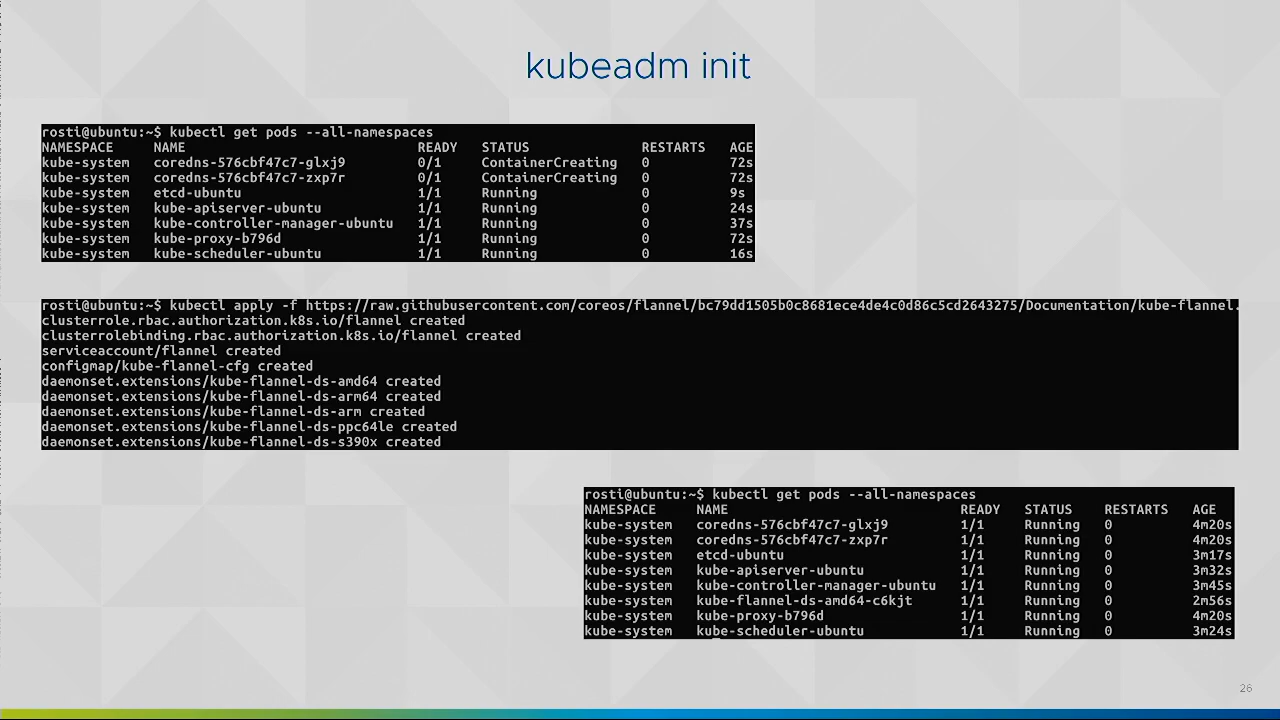 kubeadm init
rosti@ubuntu:~$ kubectl get pods --all-namespaces
NAMESPACE NAME READY STATUS RESTARTS AGE
kube-system coredns-576cbf47c7-glxj9 0/1 ContainerCreating 0 72s
kube-system coredns-576cbf47c7-zxp7r 0/1 ContainerCreating 0 72s
kube-system etcd-ubuntu 1/1 Running 0 9s
kube-system kube-apiserver-ubuntu 1/1 Running 0 24s
kube-system kube-controller-manager-ubuntu 1/1 Running 0 37s
kube-system kube-proxy-b796d 1/1 Running 0 72s
kube-system kube-scheduler-ubuntu 1/1 Running 0 16s
rosti@ubuntu:~$ kubectl apply -f https://raw.githubusercontent.com/coreos/flannel/bc79dd1505b0c8681ece4de4c0d86c5cd2643275/Documentation/kube-flannel.
clusterrole.rbac.authorization.k8s.io/flannel created
clusterrolebinding.rbac.authorization.k8s.io/flannel created
serviceaccount/flannel created
configmap/kube-flannel-cfg created
daemonset.extensions/kube-flannel-ds-amd64 created
daemonset.extensions/kube-flannel-ds-arm64 created
daemonset.extensions/kube-flannel-ds-arm created
daemonset.extensions/kube-flannel-ds-ppc64le created
daemonset.extensions/kube-flannel-ds-s390x created
rosti@ubuntu:~$ kubectl get pods --all-namespaces
NAMESPACE NAME READY STATUS RESTARTS AGE
kube-system coredns-576cbf47c7-glxj9 1/1 Running 0 4m20s
kube-system coredns-576cbf47c7-zxp7r 1/1 Running 0 4m20s
kube-system etcd-ubuntu 1/1 Running 0 3m17s
kube-system kube-apiserver-ubuntu 1/1 Running 0 3m32s
kube-system kube-controller-manager-ubuntu 1/1 Running 0 3m45s
kube-system kube-flannel-ds-amd64-c6kjt 1/1 Running 0 2m56s
kube-system kube-proxy-b796d 1/1 Running 0 4m20s
kube-system kube-scheduler-ubuntu 1/1 Running 0 3m24s
26